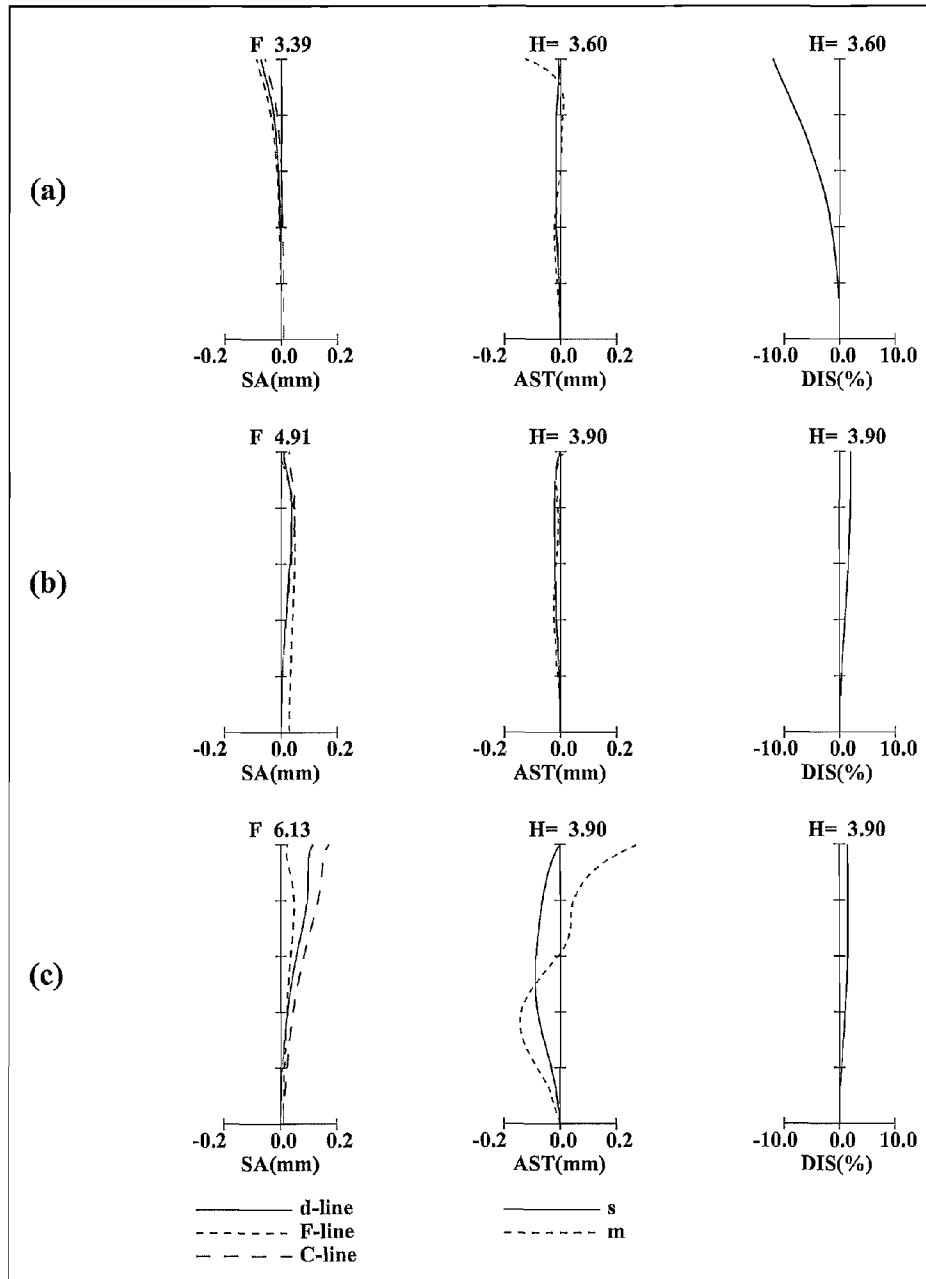 (a)
F 3.39
-0.2 0.0 0.2
SA(mm)
H= 3.60
-0.2 0.0 0.2
AST(mm)
H= 3.60
-10.0 0.0 10.0
DIS(%)
(b)
F 4.91
-0.2 0.0 0.2
SA(mm)
H= 3.90
-0.2 0.0 0.2
AST(mm)
H= 3.90
-10.0 0.0 10.0
DIS(%)
(c)
F 6.13
-0.2 0.0 0.2
SA(mm)
H= 3.90
-0.2 0.0 0.2
AST(mm)
H= 3.90
-10.0 0.0 10.0
DIS(%)
d-line
F-line
C-line
s
m